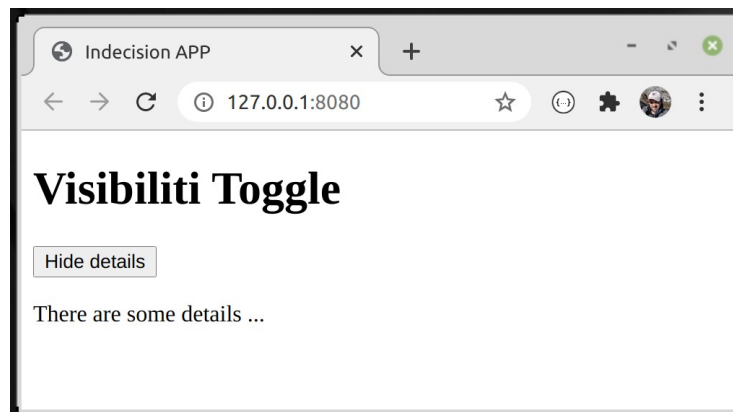 Indecision APP
127.0.0.1:8080
Visibiliti Toggle
Hide details
There are some details ...